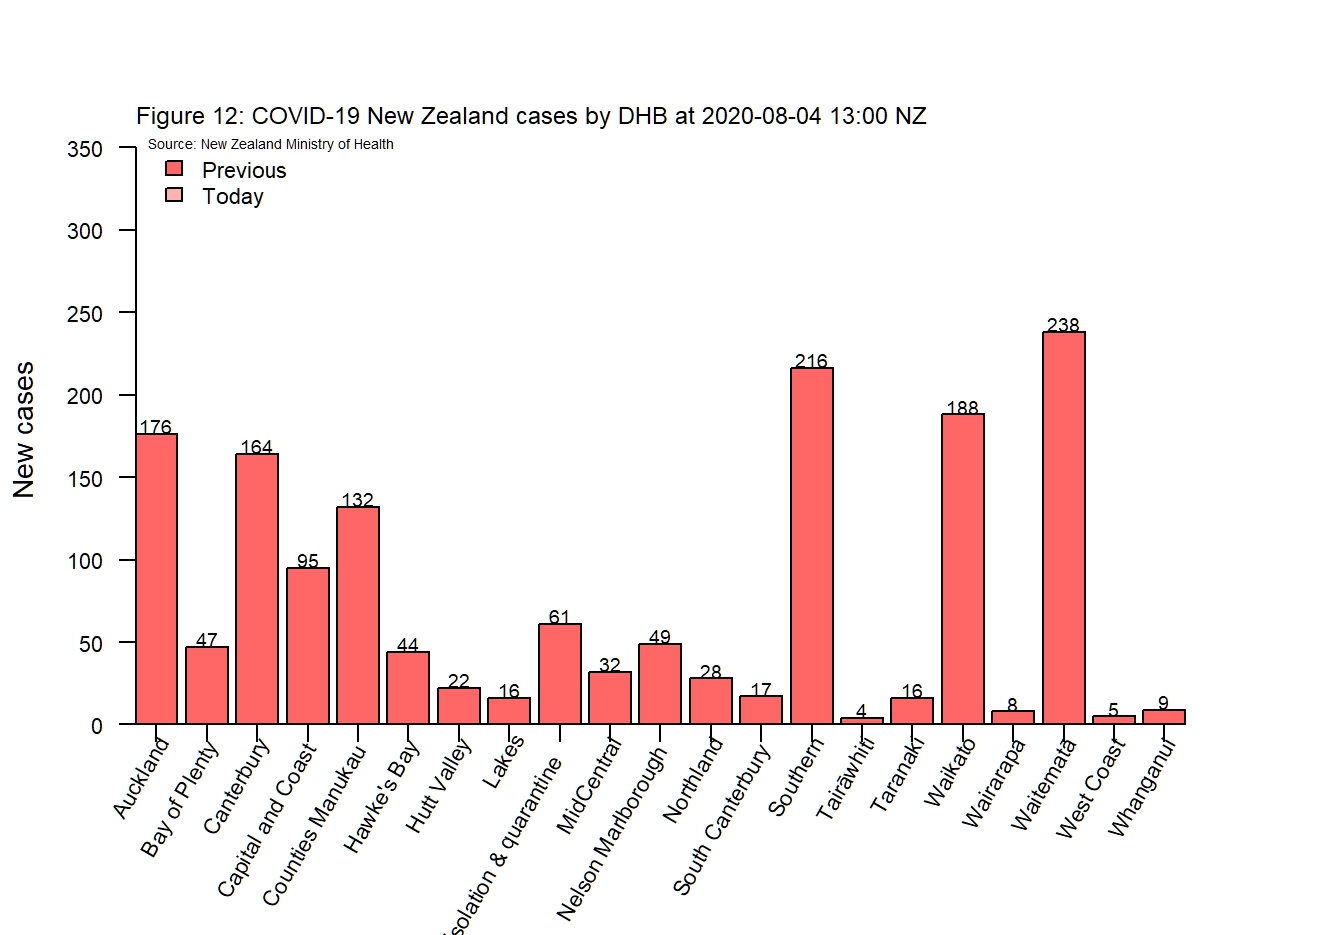 Figure 12: COVID-19 New Zealand cases by DHB at 2020-08-04 13:00 NZ
Source: New Zealand Ministry of Health
Previous
Today
New cases
350
300
250
200
150
100
50
0
176
47
164
95
132
44
22
16
61
32
49
28
17
216
4
16
188
8
238
5
9
Auckland
Bay of Plenty
Canterbury
Capital and Coast
Counties Manukau
Hawke's Bay
Hutt Valley
Lakes
solation & quarantine
MidCentral
Nelson Marlborough
Northland
South Canterbury
Southern
Tairāwhiti
Taranaki
Waikato
Wairarapa
Waitematā
West Coast
Whanganui